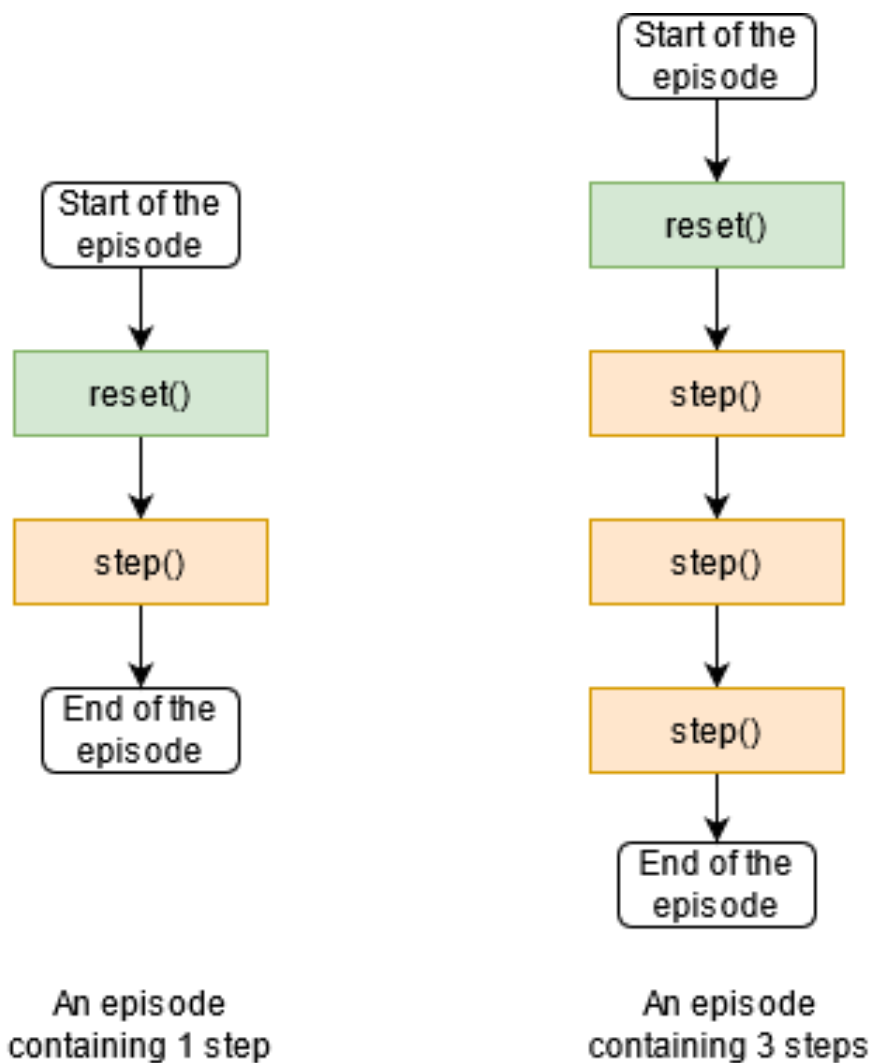 Start of the
episode
reset()
step()
End of the
episode
An episode
containing 1 step
Start of the
episode
reset()
step()
step()
step()
End of the
episode
An episode
containing 3 steps